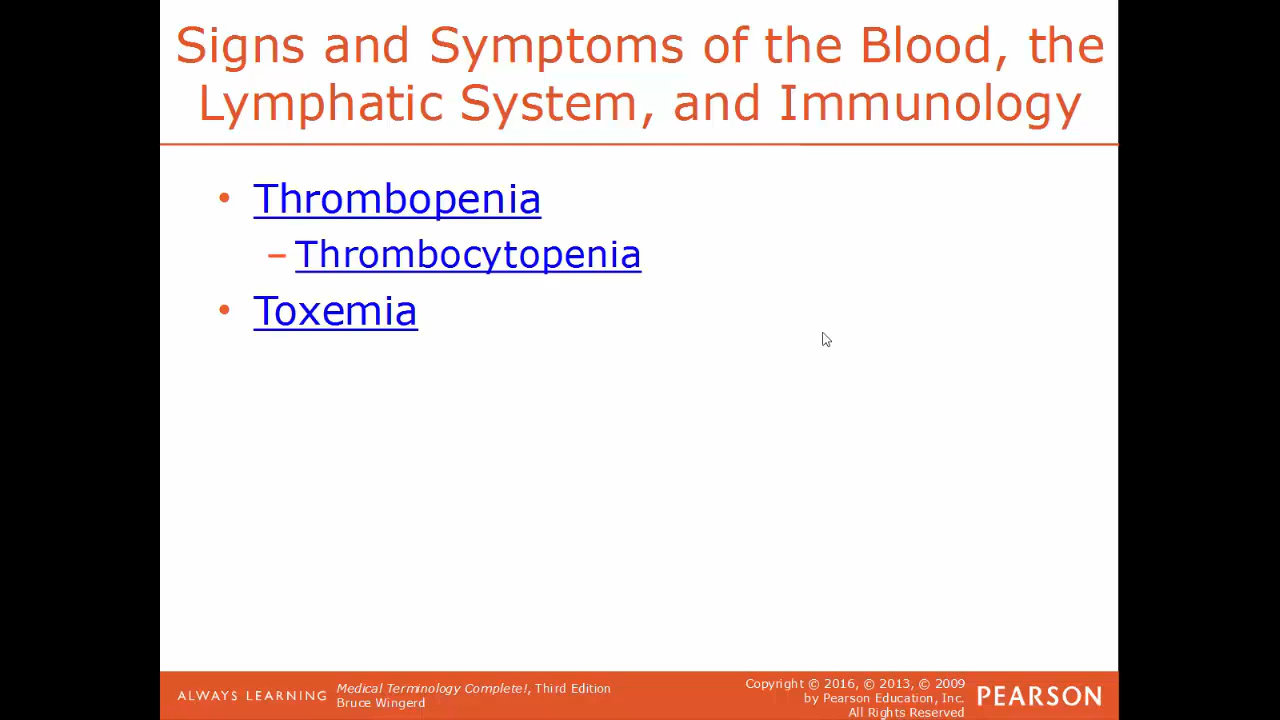 Signs and Symptoms of the Blood, the
Lymphatic System, and Immunology
• Thrombopenia
– Thrombocytopenia
• Toxemia
ALWAYS LEARNING
Medical Terminology Complete!, Third Edition
Bruce Wingerd
Copyright © 2016, © 2013, © 2009
by Pearson Education, Inc.
All Rights Reserved
PEARSON